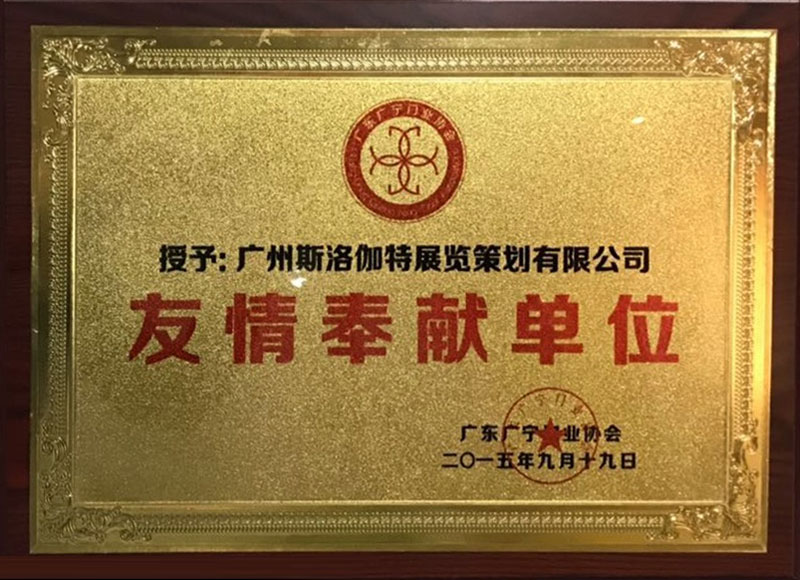 广东广宁门业协会
授予:广州斯洛伽特展览策划有限公司
友情奉献单位
广东广宁门业协会
二〇一五年九月十九日